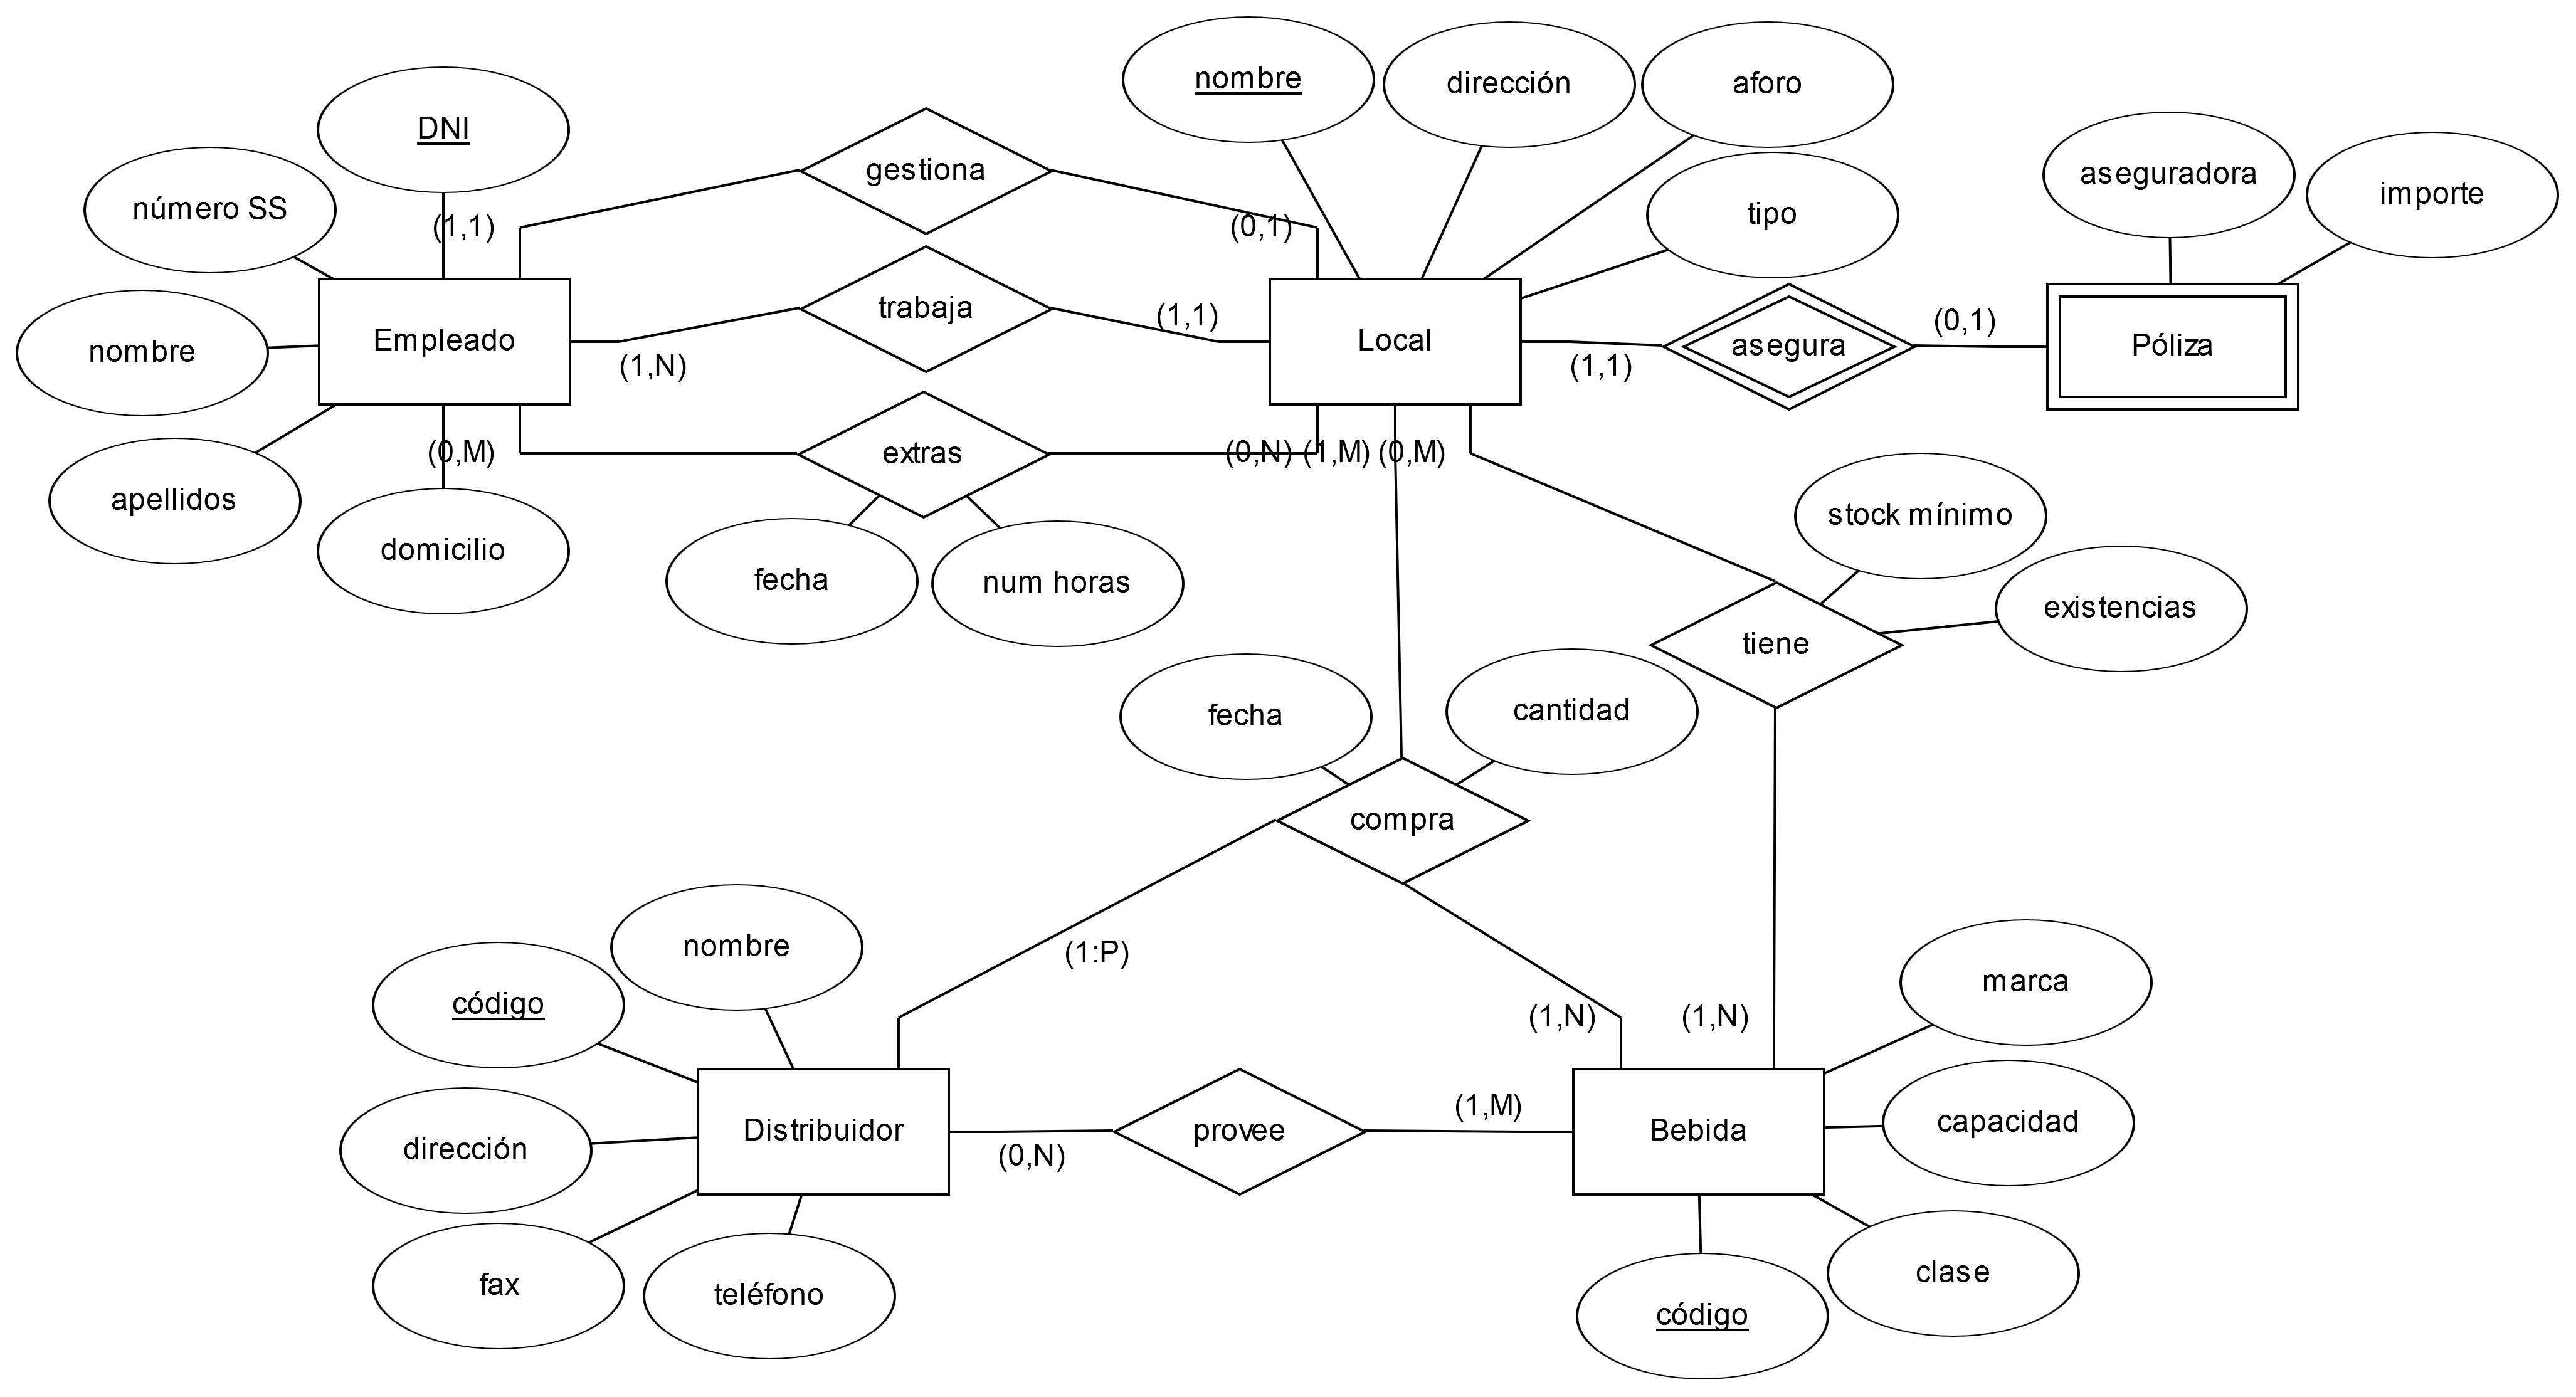 nombre
dirección
aforo
DNI
gestiona
aseguradora
importe
número SS
tipo
(1,1)
(0,1)
trabaja
(1,1)
(0,1)
nombre
Empleado
Local
asegura
Póliza
(1,N)
(1,1)
(0,M)
extras
(0,N)
(1,M)
(0,M)
apellidos
domicilio
stock mínimo
fecha
num horas
existencias
tiene
fecha
cantidad
compra
nombre
(1:P)
marca
código
(1,N)
(1,N)
(1,M)
capacidad
Distribuidor
provee
Bebida
dirección
(0,N)
fax
teléfono
clase
código